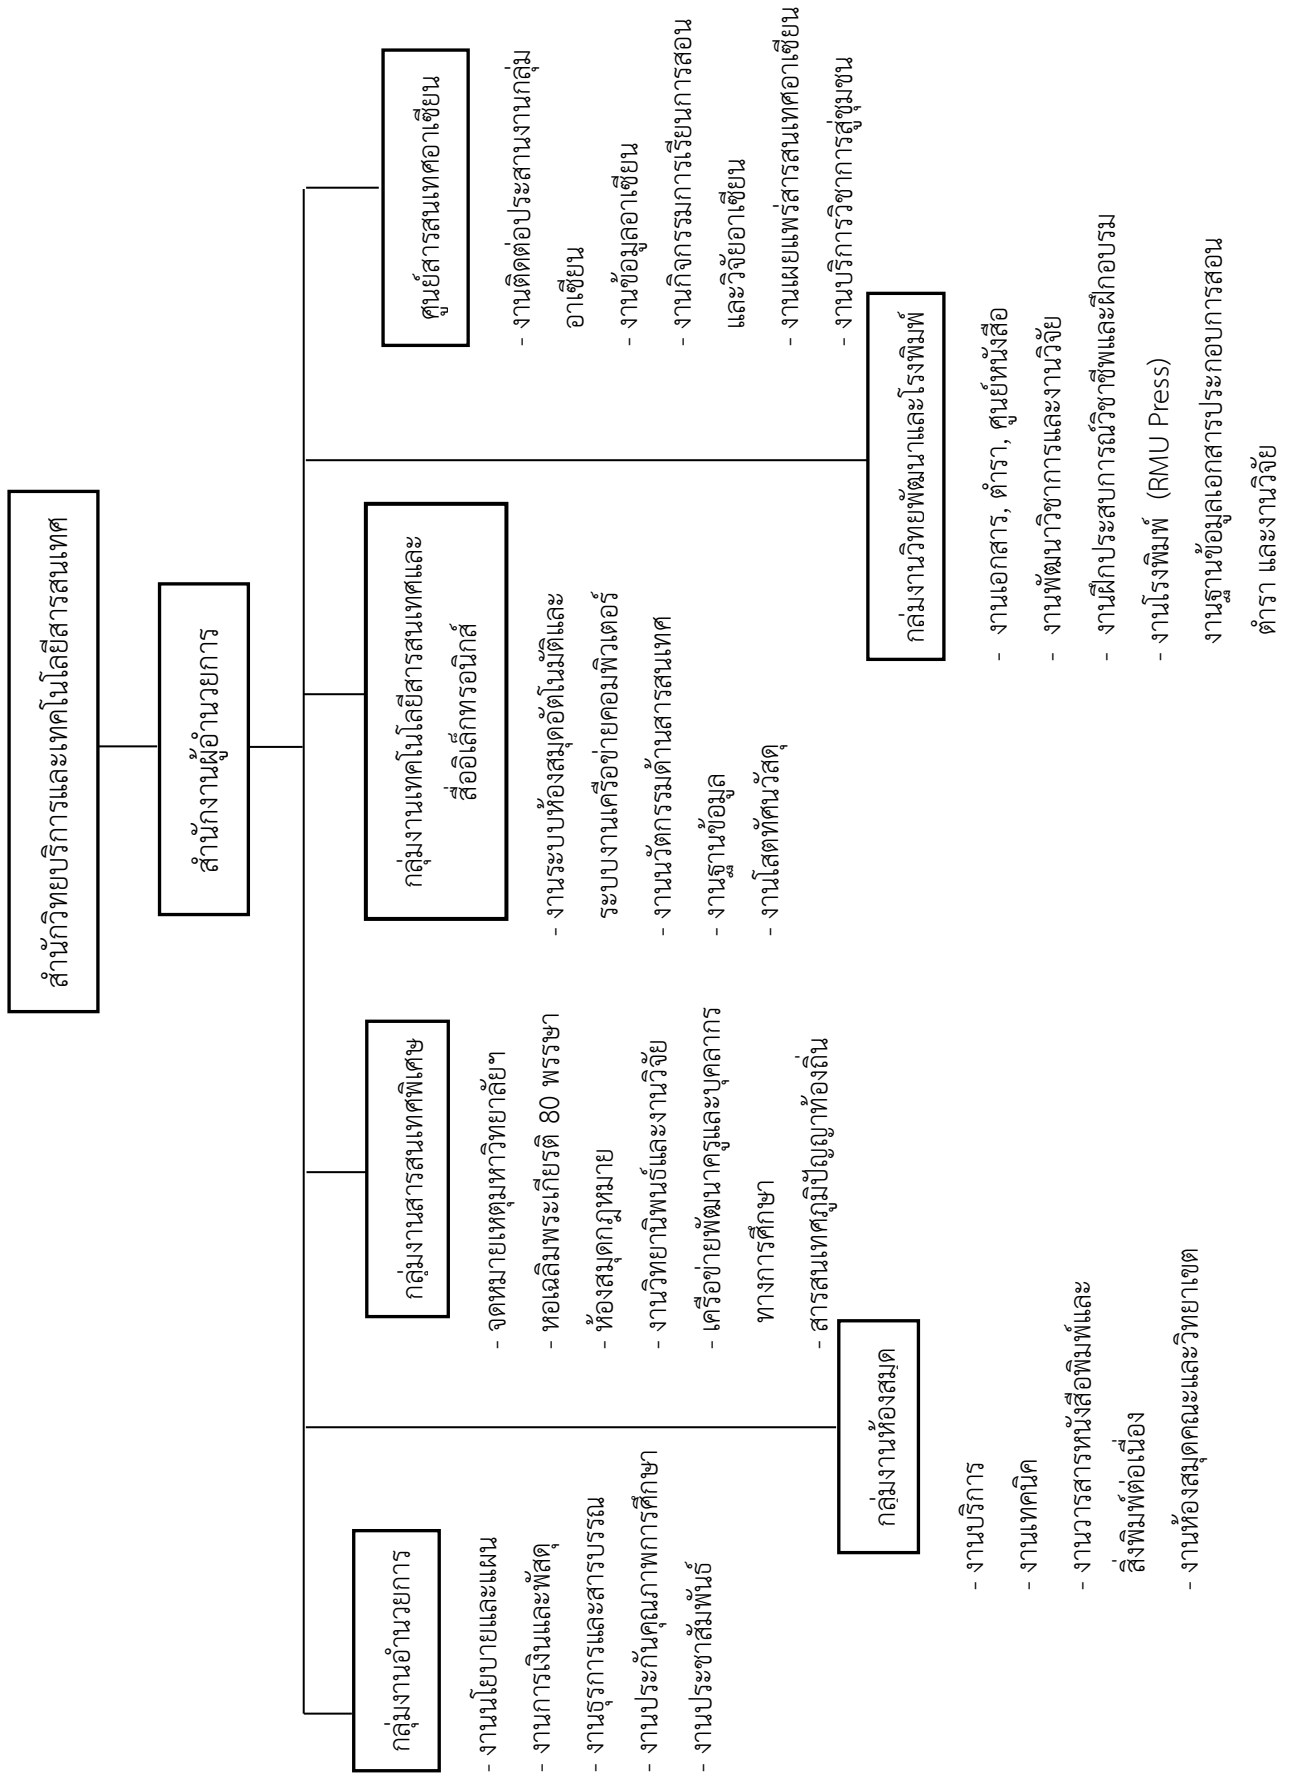 สำนักวิทยบริการและเทคโนโลยีสารสนเทศ
สำนักงานผู้อำนวยการ
กลุ่มงานอำนวยการ
- งานนโยบายและแผน
- งานการเงินและพัสดุ
- งานธุรการและสารบรรณ
- งานประกันคุณภาพการศึกษา
- งานประชาสัมพันธ์
กลุ่มงานห้องสมุด
- งานบริการ
- งานเทคนิค
- งานวารสารหนังสือพิมพ์และ
สิ่งพิมพ์ต่อเนื่อง
- งานห้องสมุดคณะและวิทยาเขต
กลุ่มงานสารสนเทศพิเศษ
- จดหมายเหตุมหาวิทยาลัยฯ
- หอเฉลิมพระเกียรติ 80 พรรษา
- ห้องสมุดกฎหมาย
- งานวิทยานิพนธ์และงานวิจัย
- เครือข่ายพัฒนาครูและบุคลากร
ทางการศึกษา
- สารสนเทศภูมิปัญญาท้องถิ่น
กลุ่มงานเทคโนโลยีสารสนเทศและ
สื่ออิเล็กทรอนิกส์
- งานระบบห้องสมุดอัตโนมัติและ
ระบบงานเครือข่ายคอมพิวเตอร์
- งานนวัตกรรมด้านสารสนเทศ
- งานฐานข้อมูล
- งานโสตทัศนวัสดุ
กลุ่มงานวิทยพัฒนาและโรงพิมพ์
- งานเอกสาร, ตำรา, ศูนย์หนังสือ
- งานพัฒนาวิชาการและงานวิจัย
- งานฝึกประสบการณ์วิชาชีพและฝึกอบรม
- งานโรงพิมพ์ (RMU Press)
งานฐานข้อมูลเอกสารประกอบการสอน
ตำรา และงานวิจัย
ศูนย์สารสนเทศอาเซียน
- งานติดต่อประสานงานกลุ่ม
อาเซียน
- งานข้อมูลอาเซียน
- งานกิจกรรมการเรียนการสอน
และวิจัยอาเซียน
- งานเผยแพร่สารสนเทศอาเซียน
- งานบริการวิชาการสู่ชุมชน